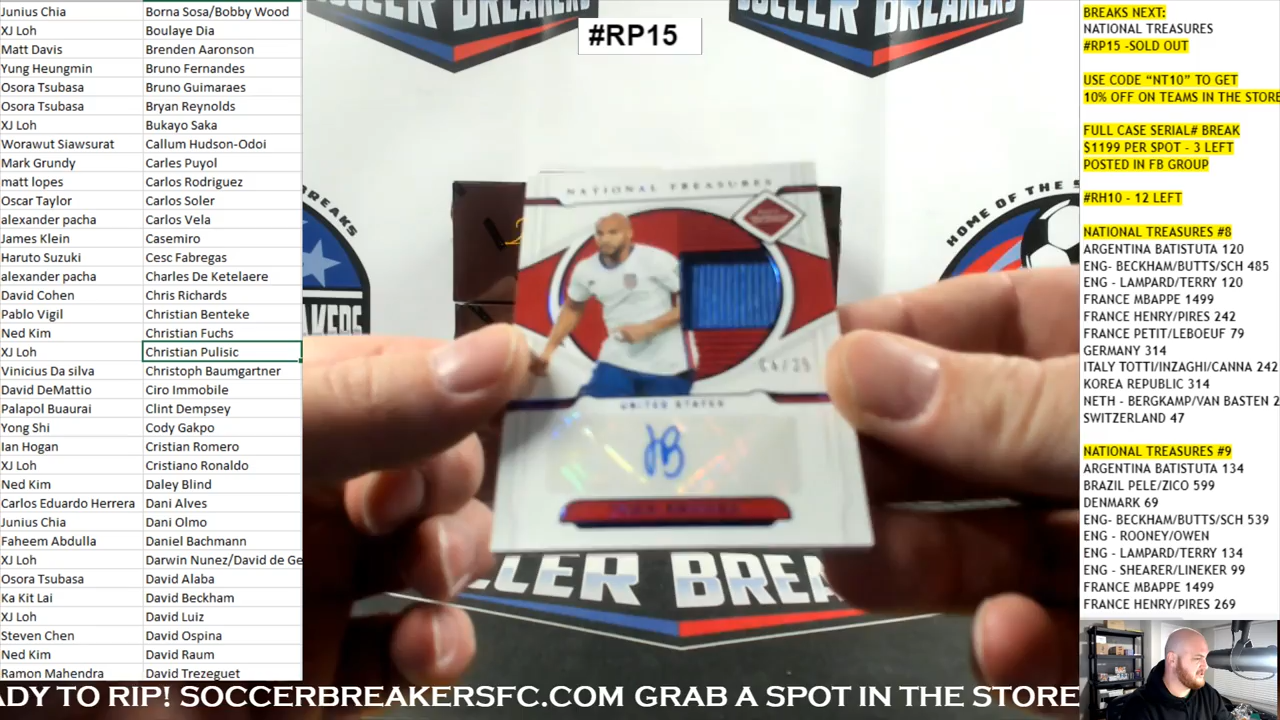 Junius Chia Borna Sosa/Bobby Wood
XJ Loh Boulaye Dia
Matt Davis Brenden Aaronson
Yung Heungmin Bruno Fernandes
Osora Tsubasa Bruno Guimaraes
Osora Tsubasa Bryan Reynolds
XJ Loh Bukayo Saka
Worawut Siawsurat Callum Hudson-Odoi
Mark Grundy Carles Puyol
matt lopes Carlos Rodriguez
Oscar Taylor Carlos Soler
alexander pacha Carlos Vela
James Klein Casemiro
Haruto Suzuki Cesc Fabregas
alexander pacha Charles De Ketelaere
David Cohen Chris Richards
Pablo Vigil Christian Benteke
Ned Kim Christian Fuchs
XJ Loh Christian Pulisic
Vinicius Da silva Christoph Baumgartner
David DeMattio Ciro Immobile
Palapol Buaurai Clint Dempsey
Yong Shi Cody Gakpo
Ian Hogan Cristian Romero
XJ Loh Cristiano Ronaldo
Ned Kim Daley Blind
Carlos Eduardo Herrera Dani Alves
Junius Chia Dani Olmo
Faheem Abdulla Daniel Bachmann
XJ Loh Darwin Nunez/David de Ge
Osora Tsubasa David Alaba
Ka Kit Lai David Beckham
XJ Loh David Luiz
Steven Chen David Ospina
Ned Kim David Raum
Ramon Mahendra David Trezeguet
SOCCER BREAKERS
#RP15
BREAKS
KERS
HOME OF THE
NATIONAL TREASURES
UNITED STATES
CCER BREA
BREAKS NEXT:
NATIONAL TREASURES
#RP15 -SOLD OUT
USE CODE “NT10” TO GET
10% OFF ON TEAMS IN THE STORE
FULL CASE SERIAL# BREAK
$1199 PER SPOT - 3 LEFT
POSTED IN FB GROUP
#RH10 - 12 LEFT
NATIONAL TREASURES #8
ARGENTINA BATISTUTA 120
ENG- BECKHAM/BUTTS/SCH 485
ENG - LAMPARD/TERRY 120
FRANCE MBAPPE 1499
FRANCE HENRY/PIRES 242
FRANCE PETIT/LEBOEUF 79
GERMANY 314
ITALY TOTTI/INZAGHI/CANNA 242
KOREA REPUBLIC 314
NETH - BERGKAMP/VAN BASTEN 2
SWITZERLAND 47
NATIONAL TREASURES #9
ARGENTINA BATISTUTA 134
BRAZIL PELE/ZICO 599
DENMARK 69
ENG- BECKHAM/BUTTS/SCH 539
ENG - ROONEY/OWEN
ENG - LAMPARD/TERRY 134
ENG - SHEARER/LINEKER 99
FRANCE MBAPPE 1499
FRANCE HENRY/PIRES 269
ADY TO RIP! SOCCERBREAKERSFC.COM GRAB A SPOT IN THE STORE